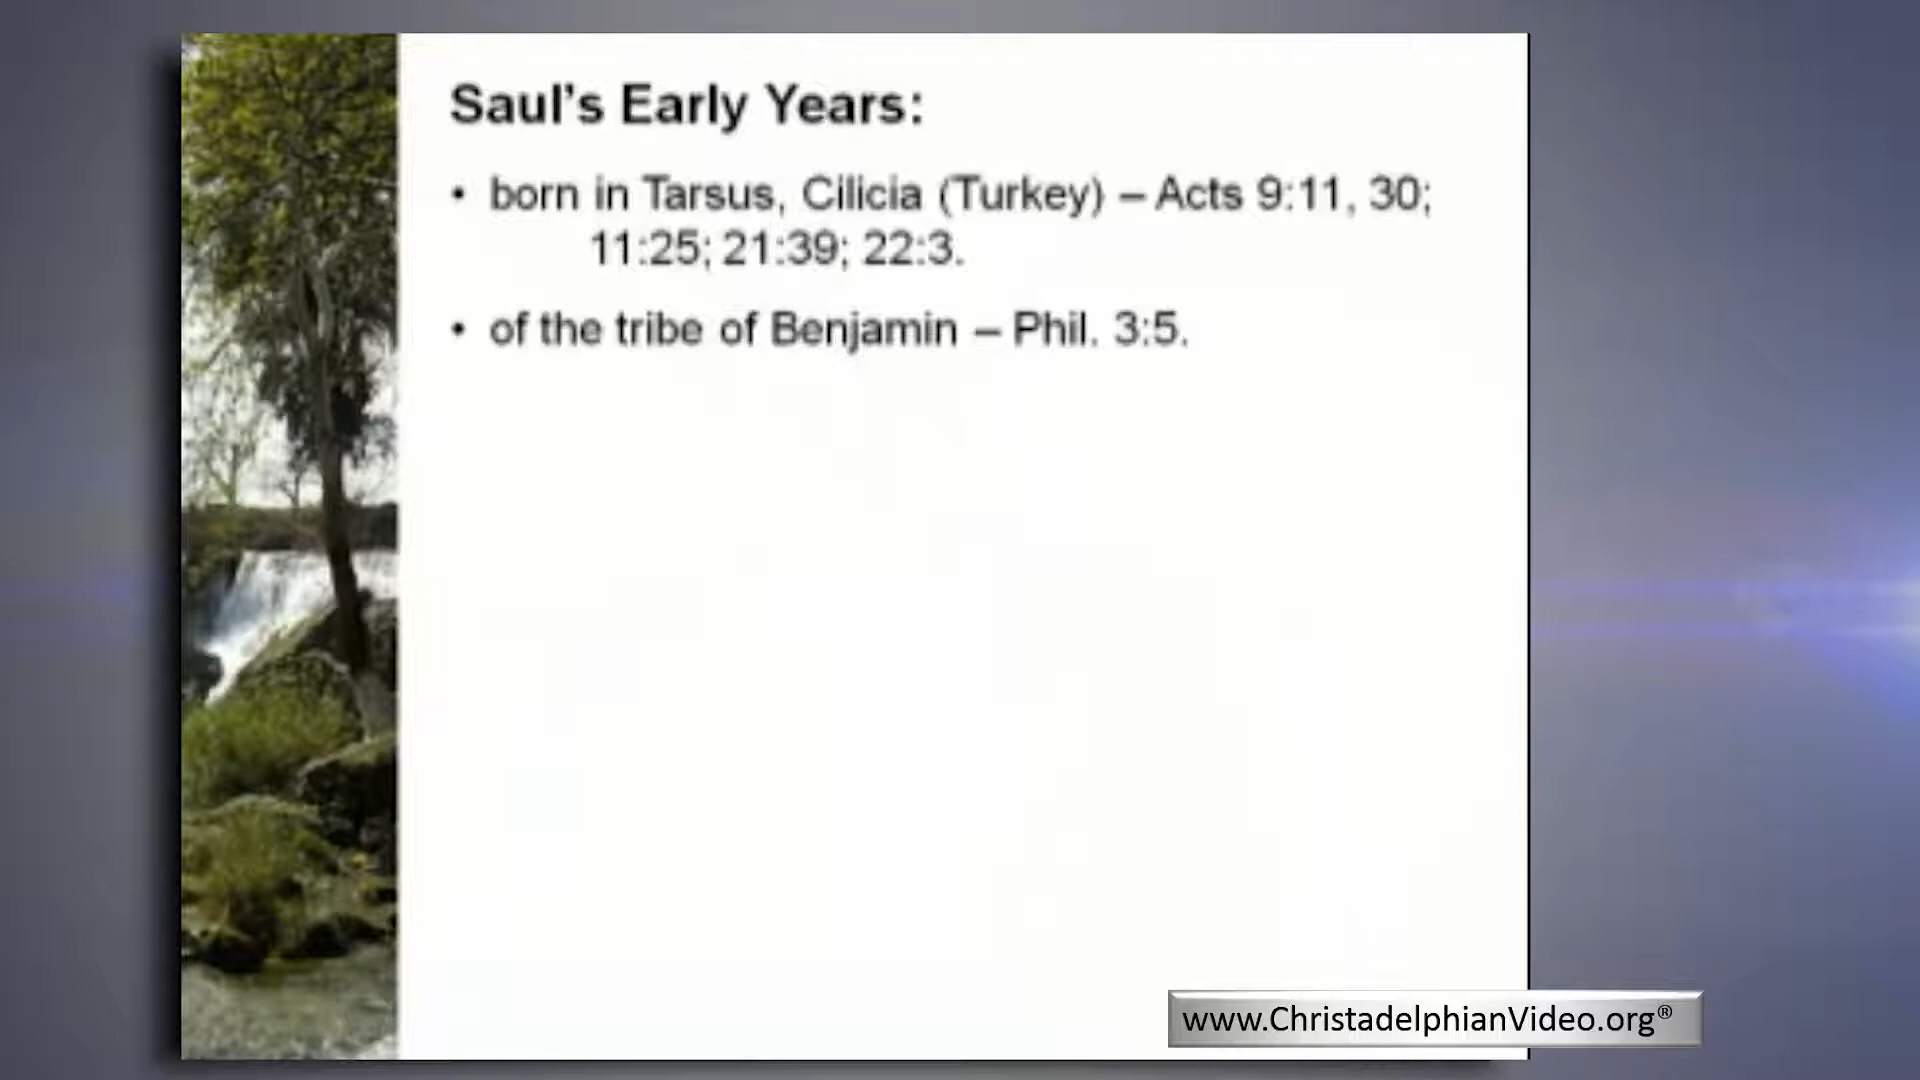 Saul's Early Years:
• born in Tarsus, Cilicia (Turkey) – Acts 9:11, 30;
11:25; 21:39; 22:3.
• of the tribe of Benjamin – Phil. 3:5.
www.ChristadelphianVideo.org®